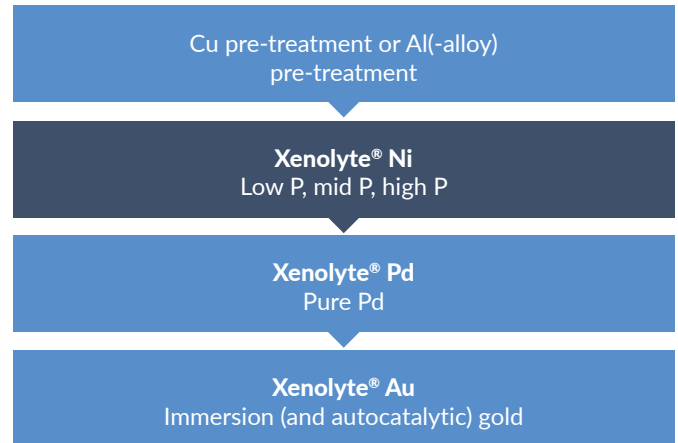 Cu pre-treatment or Al(-alloy)
pre-treatment
Xenolyte® Ni
Low P, mid P, high P
Xenolyte® Pd
Pure Pd
Xenolyte® Au
Immersion (and autocatalytic) gold